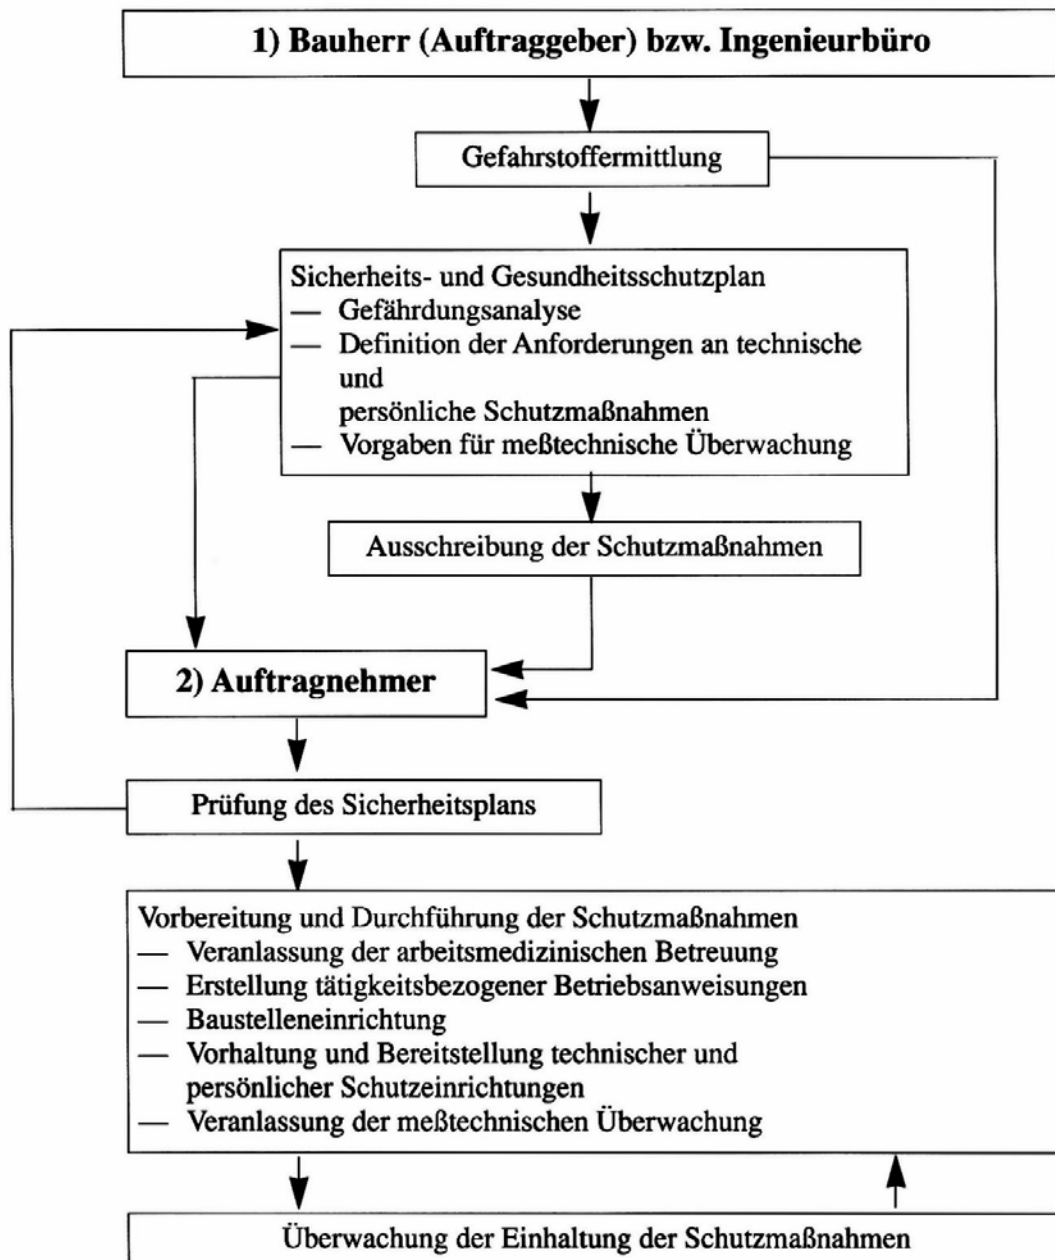 1) Bauherr (Auftraggeber) bzw. Ingenieurbüro
Gefahrstoffermittlung
Sicherheits- und Gesundheitsschutzplan
— Gefährdungsanalyse
— Definition der Anforderungen an technische
und
persönliche Schutzmaßnahmen
— Vorgaben für meßtechnische Überwachung
Ausschreibung der Schutzmaßnahmen
2) Auftragnehmer
Prüfung des Sicherheitsplans
Vorbereitung und Durchführung der Schutzmaßnahmen
— Veranlassung der arbeitsmedizinischen Betreuung
— Erstellung tätigkeitsbezogener Betriebsanweisungen
— Baustelleneinrichtung
— Vorhaltung und Bereitstellung technischer und
persönlicher Schutzeinrichtungen
— Veranlassung der meßtechnischen Überwachung
Überwachung der Einhaltung der Schutzmaßnahmen